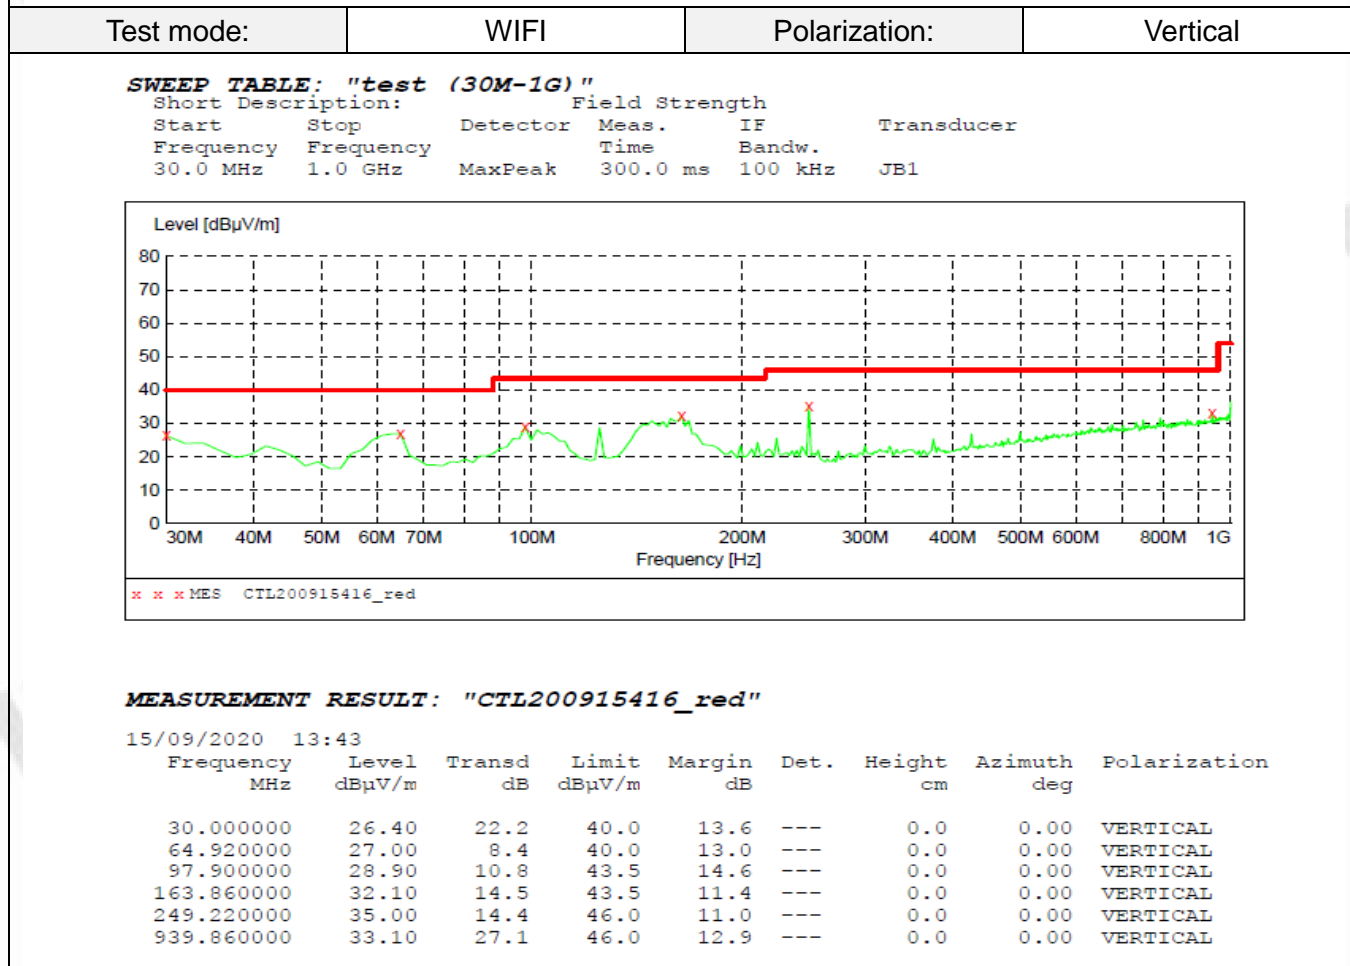 Test mode: WIFI Polarization: Vertical
SWEEP TABLE: "test (30M-1G)"
Short Description: Field Strength
Start Stop Detector Meas. IF Transducer
Frequency Frequency Time Bandw.
30.0 MHz 1.0 GHz MaxPeak 300.0 ms 100 kHz JB1
Level [dBµV/m]
80
70
60
50
40
30
20
10
0
30M 40M 50M 60M 70M 100M 200M 300M 400M 500M 600M 800M 1G
Frequency [Hz]
x x x MES CTL200915416_red
MEASUREMENT RESULT: "CTL200915416_red"
15/09/2020 13:43
Frequency Level Transd Limit Margin Det. Height Azimuth Polarization
MHz dBµV/m dB dBµV/m dB cm deg
30.000000 26.40 22.2 40.0 13.6 --- 0.0 0.00 VERTICAL
64.920000 27.00 8.4 40.0 13.0 --- 0.0 0.00 VERTICAL
97.900000 28.90 10.8 43.5 14.6 --- 0.0 0.00 VERTICAL
163.860000 32.10 14.5 43.5 11.4 --- 0.0 0.00 VERTICAL
249.220000 35.00 14.4 46.0 11.0 --- 0.0 0.00 VERTICAL
939.860000 33.10 27.1 46.0 12.9 --- 0.0 0.00 VERTICAL